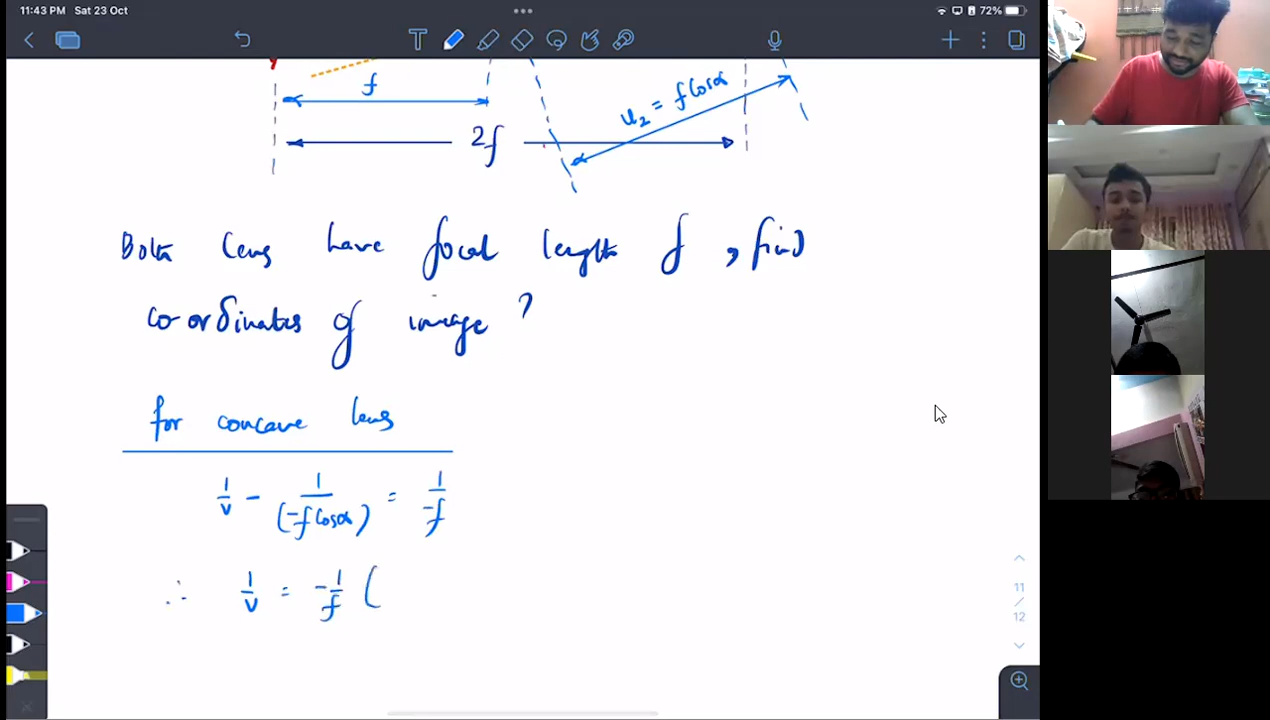 11:43 PM Sat 23 Oct
72%
f
u₂ = f cosα
2f
Both lens have focal length f , find
co-ordinates of image ?
for concave lens
1/v - 1/(-f cosα) = 1/-f
∴ 1/v = -1/f (
11
/
12